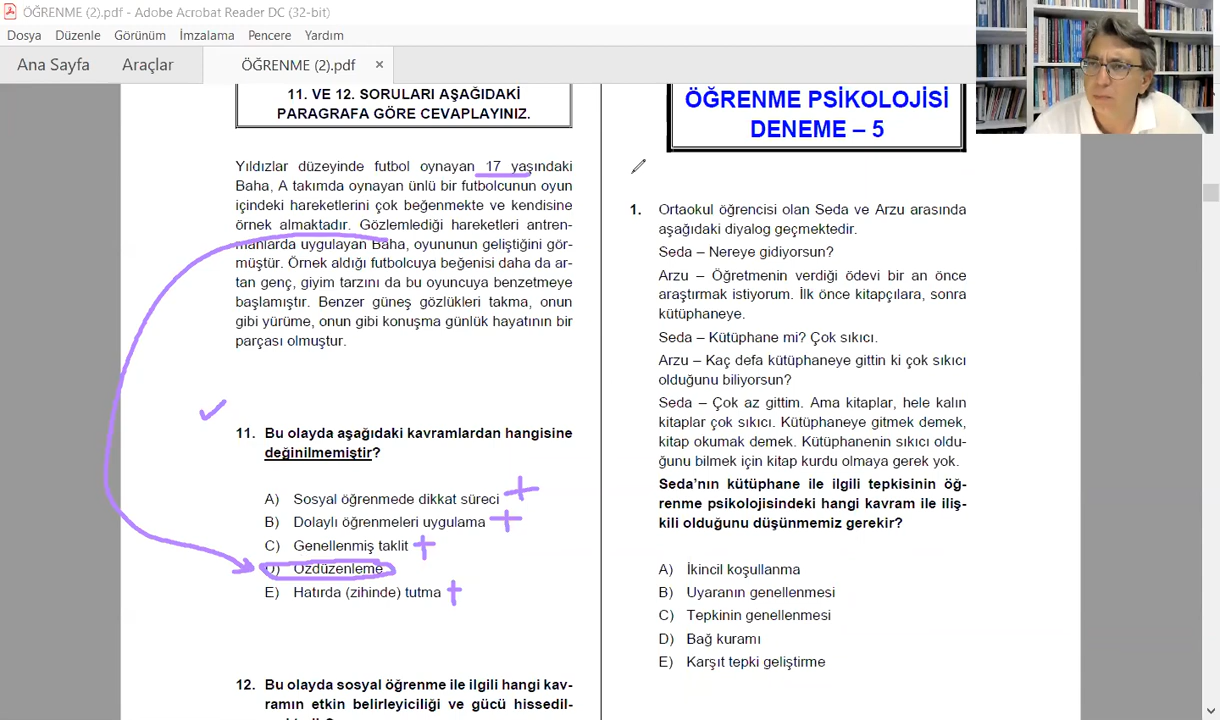 ÖĞRENME (2).pdf - Adobe Acrobat Reader DC (32-bit)
Dosya Düzenle Görünüm İmzalama Pencere Yardım
Ana Sayfa Araçlar ÖĞRENME (2).pdf ×
11. VE 12. SORULARI AŞAĞIDAKİ
PARAGRAFA GÖRE CEVAPLAYINIZ.
Yıldızlar düzeyinde futbol oynayan 17 yaşındaki
Baha, A takımda oynayan ünlü bir futbolcunun oyun
içindeki hareketlerini çok beğenmekte ve kendisine
örnek almaktadır. Gözlemlediği hareketleri antren-
manlarda uygulayan Baha, oyununun geliştiğini gör-
müştür. Örnek aldığı futbolcuya beğenisi daha da ar-
tan genç, giyim tarzını da bu oyuncuya benzetmeye
başlamıştır. Benzer güneş gözlükleri takma, onun
gibi yürüme, onun gibi konuşma günlük hayatının bir
parçası olmuştur.
11. Bu olayda aşağıdaki kavramlardan hangisine
değinilmemiştir?
A) Sosyal öğrenmede dikkat süreci
B) Dolaylı öğrenmeleri uygulama
C) Genellenmiş taklit
D) Özdüzenleme
E) Hatırda (zihinde) tutma
12. Bu olayda sosyal öğrenme ile ilgili hangi kav-
ramın etkin belirleyiciliği ve gücü hissedil-
ÖĞRENME PSİKOLOJİSİ
DENEME – 5
1. Ortaokul öğrencisi olan Seda ve Arzu arasında
aşağıdaki diyalog geçmektedir.
Seda – Nereye gidiyorsun?
Arzu – Öğretmenin verdiği ödevi bir an önce
araştırmak istiyorum. İlk önce kitapçılara, sonra
kütüphaneye.
Seda – Kütüphane mi? Çok sıkıcı.
Arzu – Kaç defa kütüphaneye gittin ki çok sıkıcı
olduğunu biliyorsun?
Seda – Çok az gittim. Ama kitaplar, hele kalın
kitaplar çok sıkıcı. Kütüphaneye gitmek demek,
kitap okumak demek. Kütüphanenin sıkıcı oldu-
ğunu bilmek için kitap kurdu olmaya gerek yok.
Seda'nın kütüphane ile ilgili tepkisinin öğ-
renme psikolojisindeki hangi kavram ile iliş-
kili olduğunu düşünmemiz gerekir?
A) İkincil koşullanma
B) Uyaranın genellenmesi
C) Tepkinin genellenmesi
D) Bağ kuramı
E) Karşıt tepki geliştirme